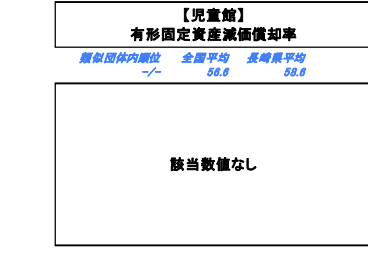 【児童館】
有形固定資産減価償却率
類似団体内順位 全国平均 長崎県平均
-/- 56.6 58.6
該当数値なし